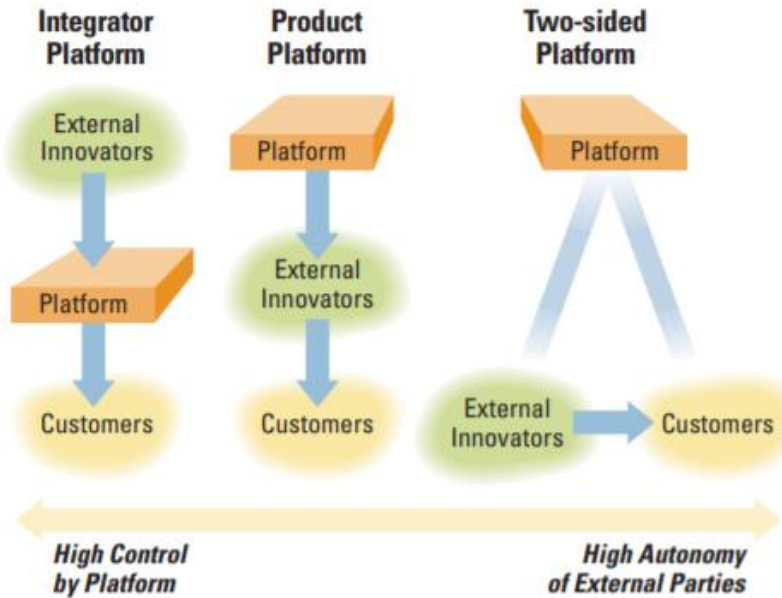 Integrator
Platform
External
Innovators
Platform
Customers
Product
Platform
Platform
External
Innovators
Customers
Two-sided
Platform
Platform
External
Innovators
Customers
High Control
by Platform
High Autonomy
of External Parties